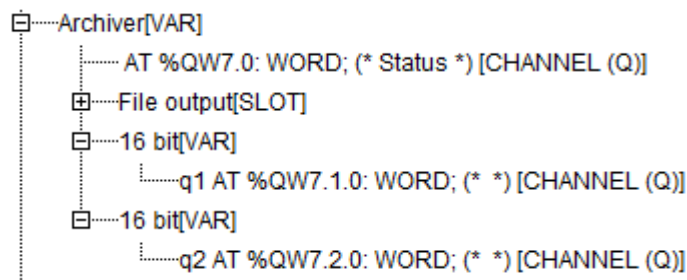 Archiver[VAR]
AT %QW7.0: WORD; (* Status *) [CHANNEL (Q)]
File output[SLOT]
16 bit[VAR]
q1 AT %QW7.1.0: WORD; (* *) [CHANNEL (Q)]
16 bit[VAR]
q2 AT %QW7.2.0: WORD; (* *) [CHANNEL (Q)]